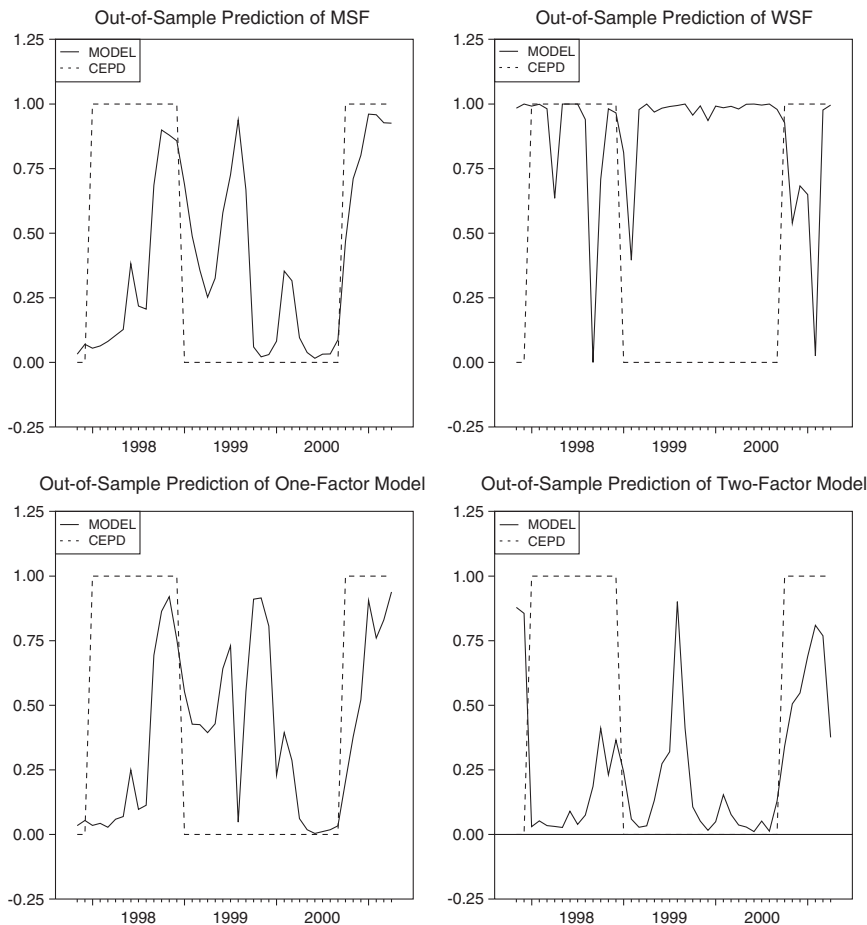 Out-of-Sample Prediction of MSF
1.25
1.00
0.75
0.50
0.25
0.00
-0.25
MODEL
CEPD
1998 1999 2000
Out-of-Sample Prediction of WSF
1.25
1.00
0.75
0.50
0.25
0.00
-0.25
MODEL
CEPD
1998 1999 2000
Out-of-Sample Prediction of One-Factor Model
1.25
1.00
0.75
0.50
0.25
0.00
-0.25
MODEL
CEPD
1998 1999 2000
Out-of-Sample Prediction of Two-Factor Model
1.25
1.00
0.75
0.50
0.25
0.00
-0.25
MODEL
CEPD
1998 1999 2000